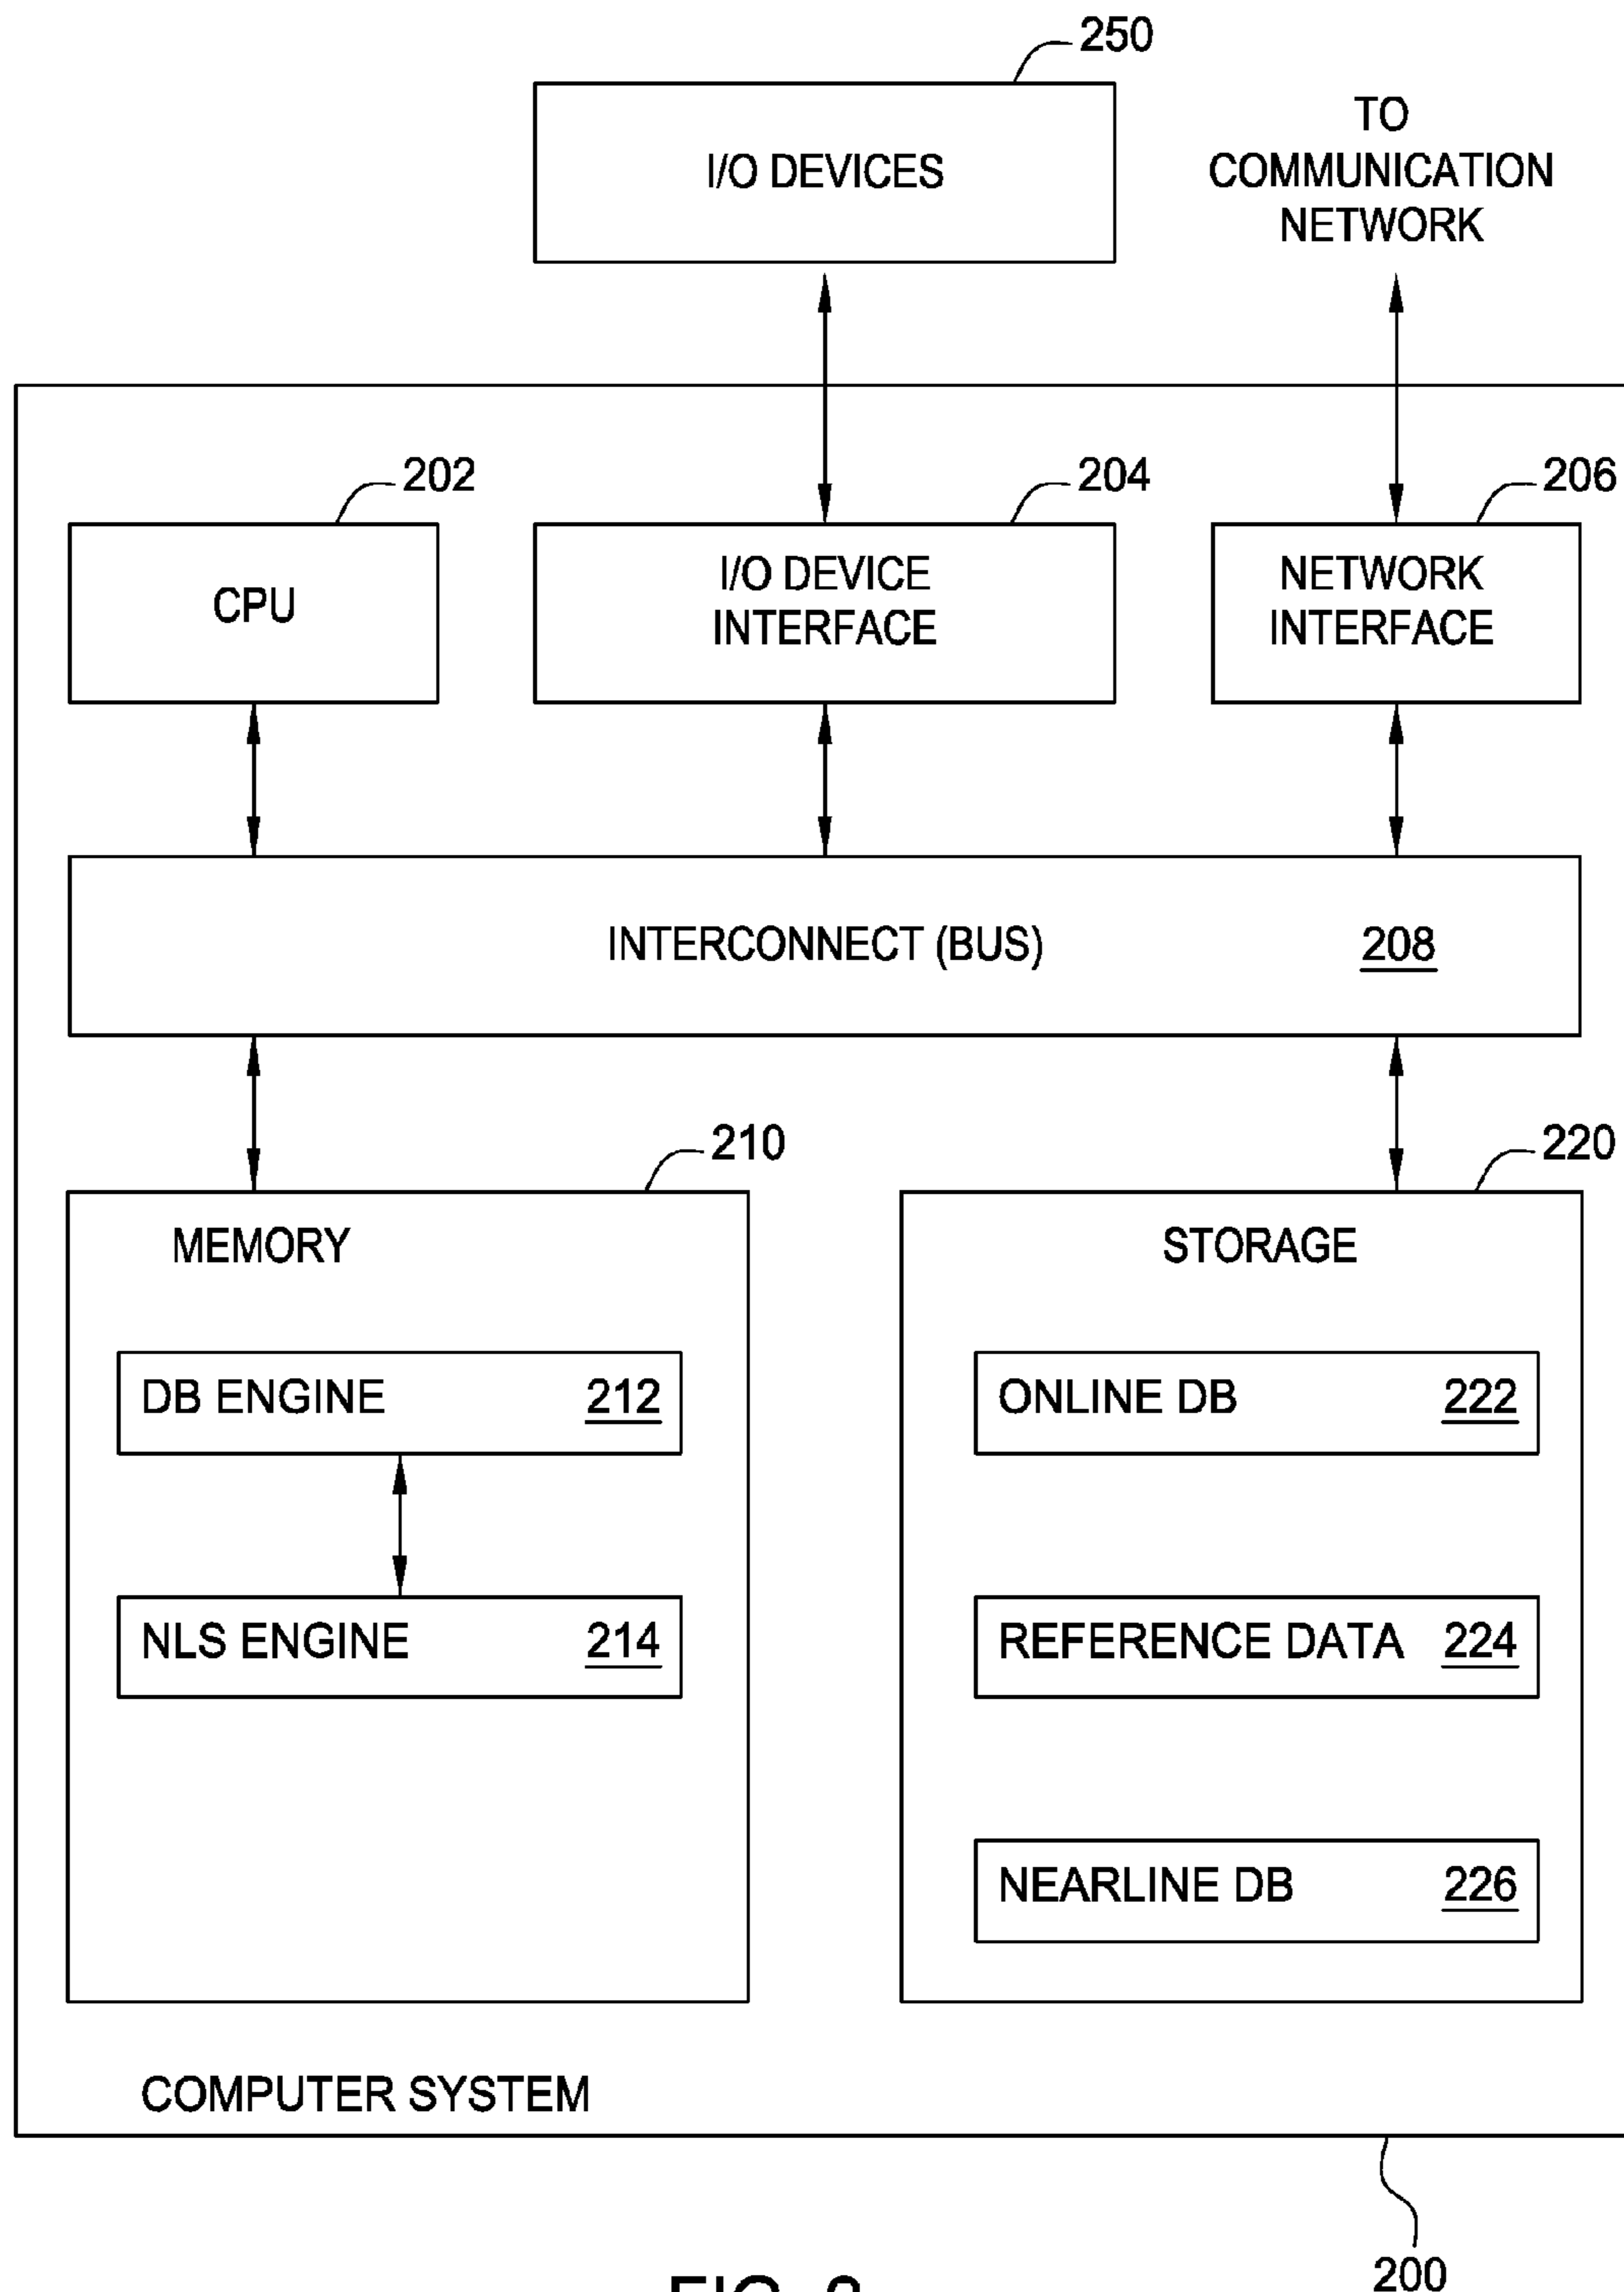 250
I/O DEVICES
TO
COMMUNICATION
NETWORK
202
204
206
CPU
I/O DEVICE
INTERFACE
NETWORK
INTERFACE
INTERCONNECT (BUS) 208
210
220
MEMORY
STORAGE
DB ENGINE 212
ONLINE DB 222
NLS ENGINE 214
REFERENCE DATA 224
NEARLINE DB 226
COMPUTER SYSTEM
200
FIG. 2